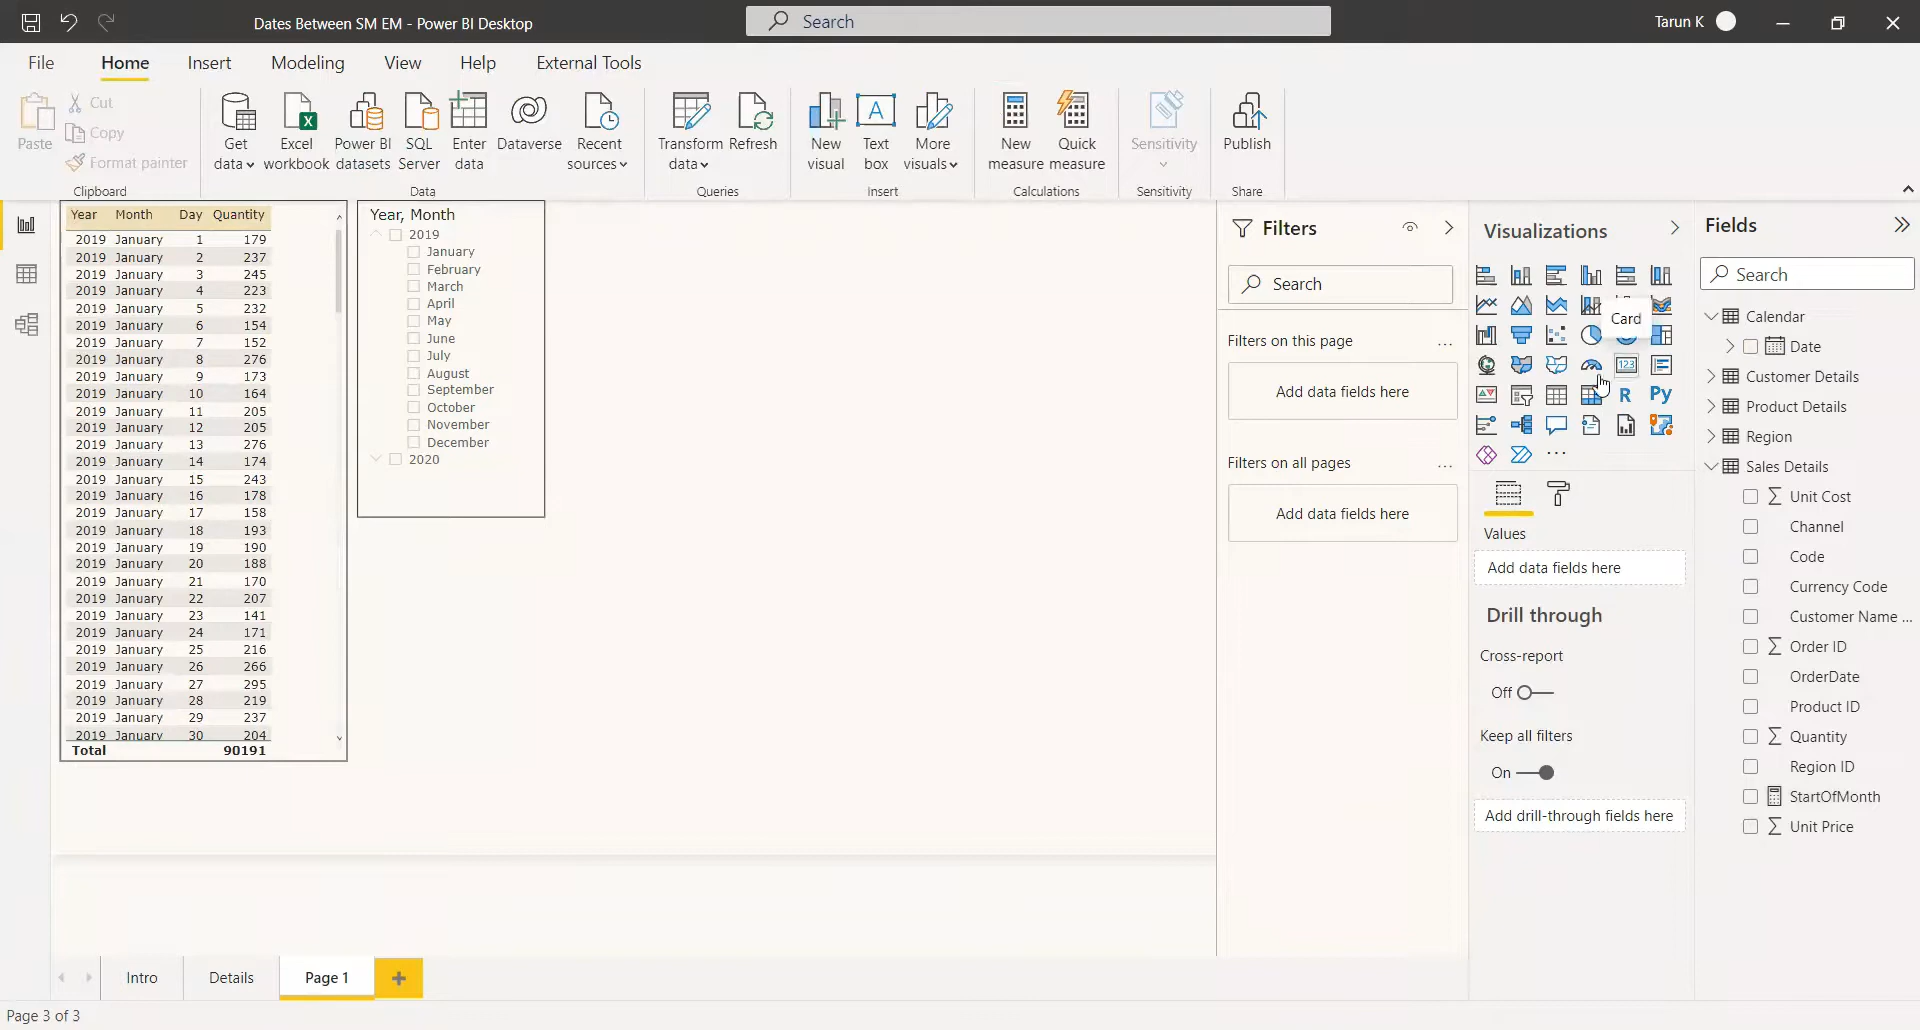 Dates Between SM EM - Power BI Desktop
Search
Tarun K
File
Home
Insert
Modeling
View
Help
External Tools
Paste
Cut
Copy
Format painter
Clipboard
Get
data
Excel
workbook
Power BI
datasets
SQL
Server
Enter
data
Dataverse
Recent
sources
Data
Transform
data
Refresh
Queries
New
visual
A
Text
box
More
visuals
Insert
New
measure
Quick
measure
Calculations
Sensitivity
Sensitivity
Publish
Share
Year Month Day Quantity
2019 January 1 179
2019 January 2 237
2019 January 3 245
2019 January 4 223
2019 January 5 232
2019 January 6 154
2019 January 7 152
2019 January 8 276
2019 January 9 173
2019 January 10 164
2019 January 11 205
2019 January 12 205
2019 January 13 276
2019 January 14 174
2019 January 15 243
2019 January 16 178
2019 January 17 158
2019 January 18 193
2019 January 19 190
2019 January 20 188
2019 January 21 170
2019 January 22 207
2019 January 23 141
2019 January 24 171
2019 January 25 216
2019 January 26 266
2019 January 27 295
2019 January 28 219
2019 January 29 237
2019 January 30 204
Total 90191
Year, Month
2019
January
February
March
April
May
June
July
August
September
October
November
December
2020
Filters
Search
Filters on this page ...
Add data fields here
Filters on all pages ...
Add data fields here
Visualizations
Card
123
R
Py
...
Values
Add data fields here
Drill through
Cross-report
Off
Keep all filters
On
Add drill-through fields here
Fields
Search
Calendar
Date
Customer Details
Product Details
Region
Sales Details
Σ Unit Cost
Channel
Code
Currency Code
Customer Name ...
Σ Order ID
OrderDate
Product ID
Σ Quantity
Region ID
StartOfMonth
Σ Unit Price
Intro
Details
Page 1
+
Page 3 of 3